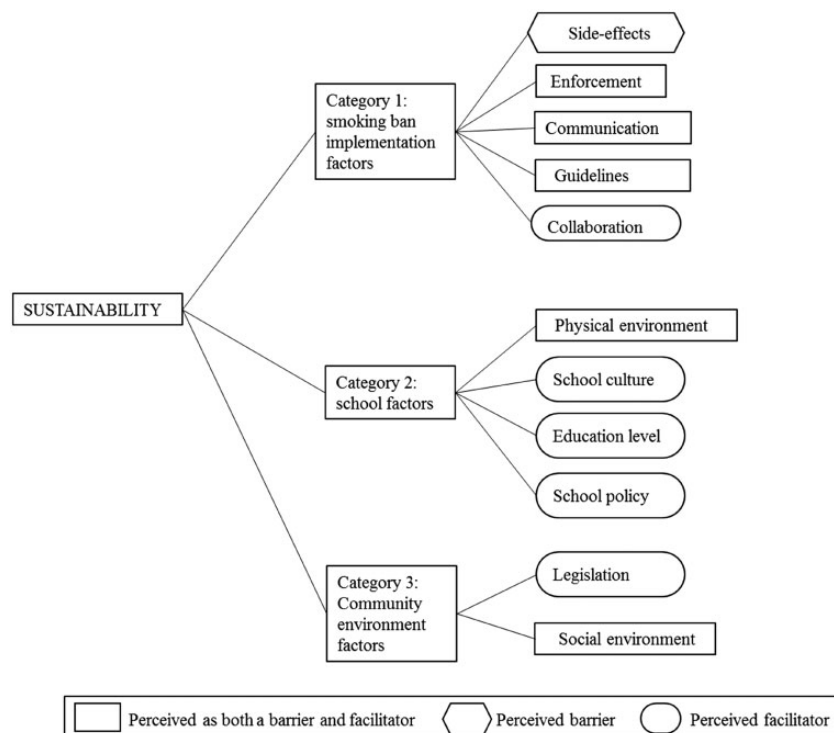 Side-effects
Category 1:
smoking ban
implementation
factors
Enforcement
Communication
Guidelines
Collaboration
SUSTAINABILITY
Category 2:
school factors
Physical environment
School culture
Education level
School policy
Category 3:
Community
environment
factors
Legislation
Social environment
Perceived as both a barrier and facilitator
Perceived barrier
Perceived facilitator